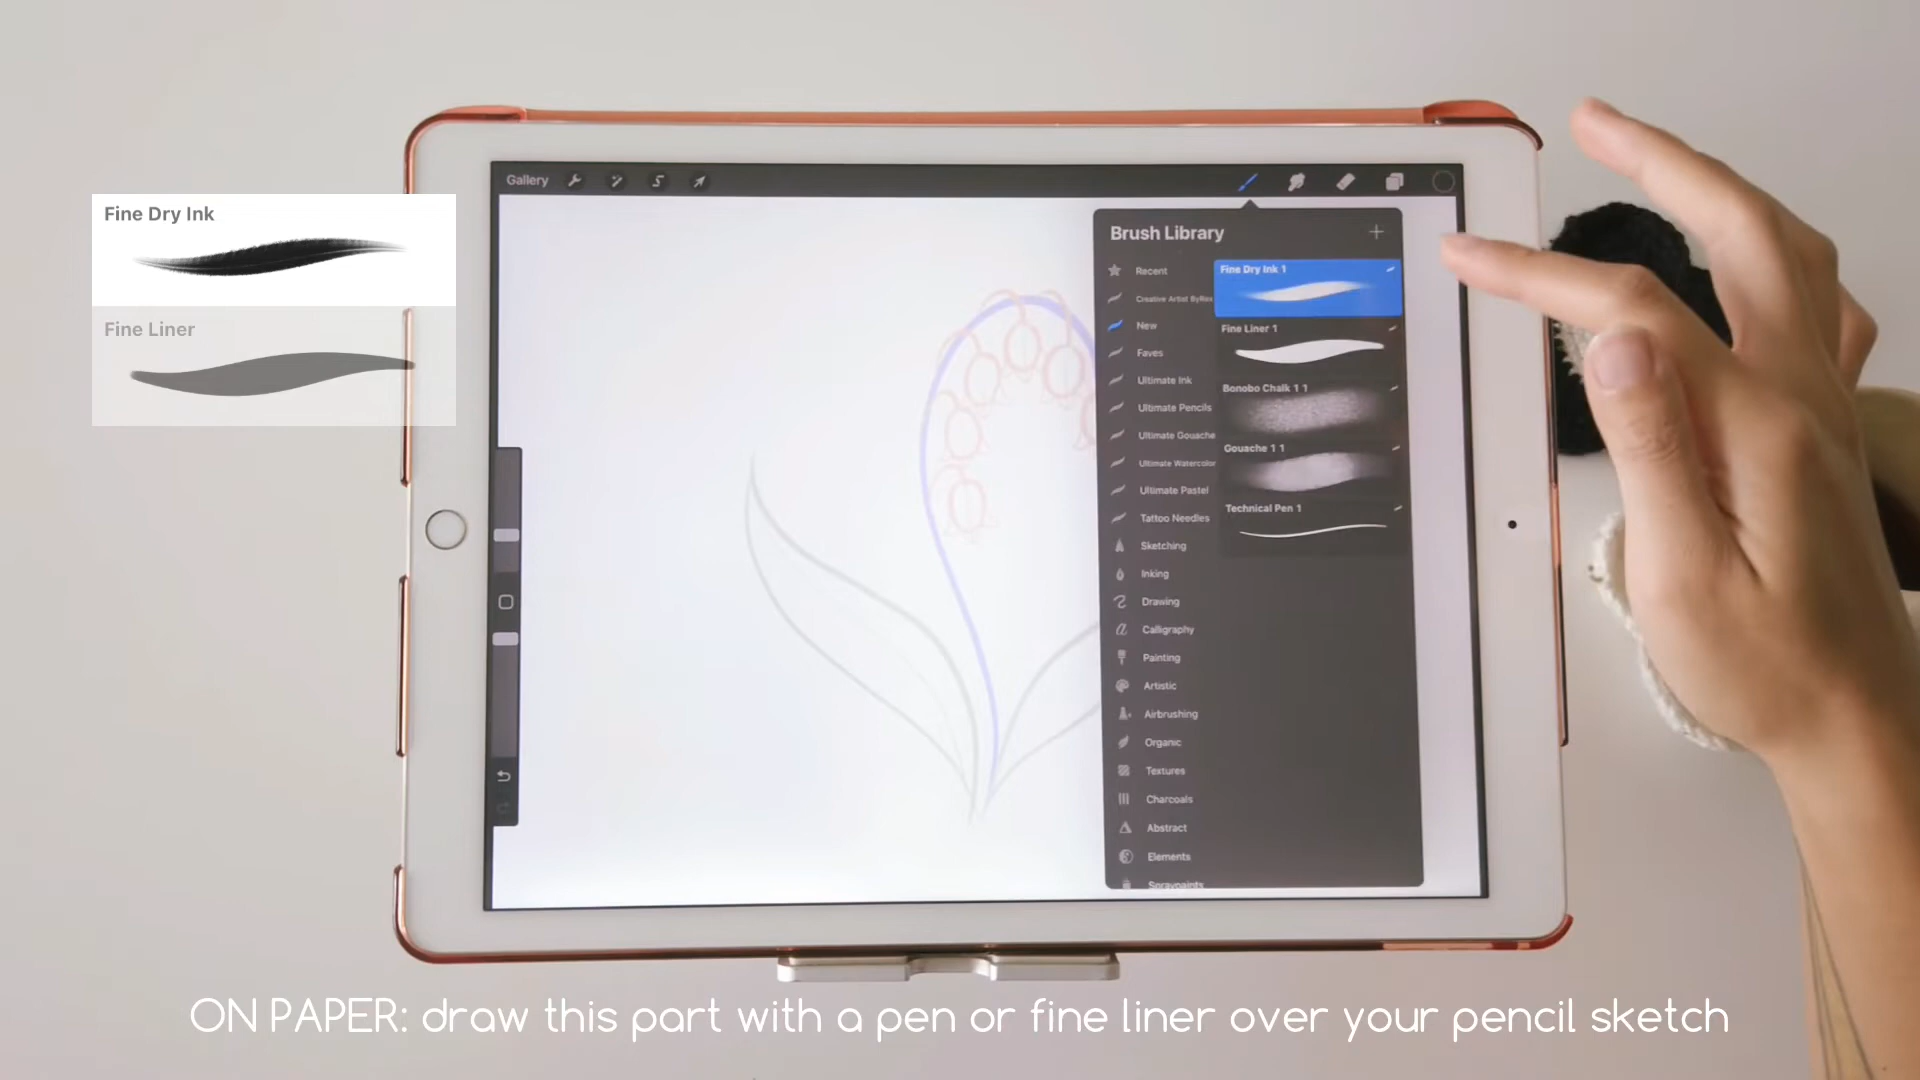 Gallery
Fine Dry Ink
Fine Liner
Brush Library
Recent
Creative Artist ByRex
New
Faves
Ultimate Ink
Ultimate Pencils
Ultimate Gouache
Ultimate Watercolor
Ultimate Pastel
Tattoo Needles
Sketching
Inking
Drawing
Calligraphy
Painting
Artistic
Airbrushing
Organic
Textures
Charcoals
Abstract
Elements
Spraypaints
Fine Dry Ink 1
Fine Liner 1
Bonobo Chalk 1 1
Gouache 1 1
Technical Pen 1
ON PAPER: draw this part with a pen or fine liner over your pencil sketch